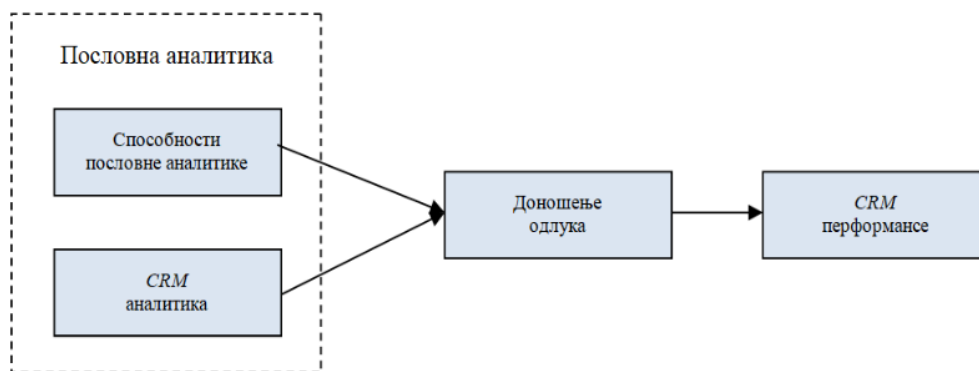 Пословна аналитика
Способности
пословне аналитике
CRM
аналитика
Доношење
одлука
CRM
перформансе